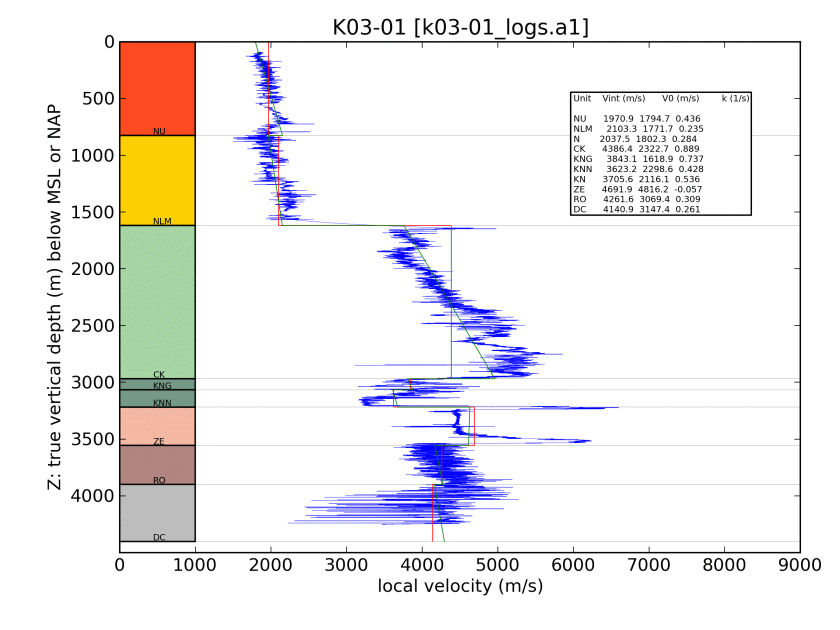 K03-01 [k03-01_logs.a1]
Z: true vertical depth (m) below MSL or NAP
0
500
1000
1500
2000
2500
3000
3500
4000
NU
NLM
CK
KNG
KNN
ZE
RO
DC
Unit Vint (m/s) V0 (m/s) k (1/s)
NU 1970.9 1794.7 0.436
NLM 2103.3 1771.7 0.235
N 2037.5 1802.3 0.284
CK 4386.4 2322.7 0.889
KNG 3843.1 1618.9 0.737
KNN 3623.2 2298.6 0.428
KN 3705.6 2116.1 0.536
ZE 4691.9 4816.2 -0.057
RO 4261.6 3069.4 0.309
DC 4140.9 3147.4 0.261
0 1000 2000 3000 4000 5000 6000 7000 8000 9000
local velocity (m/s)